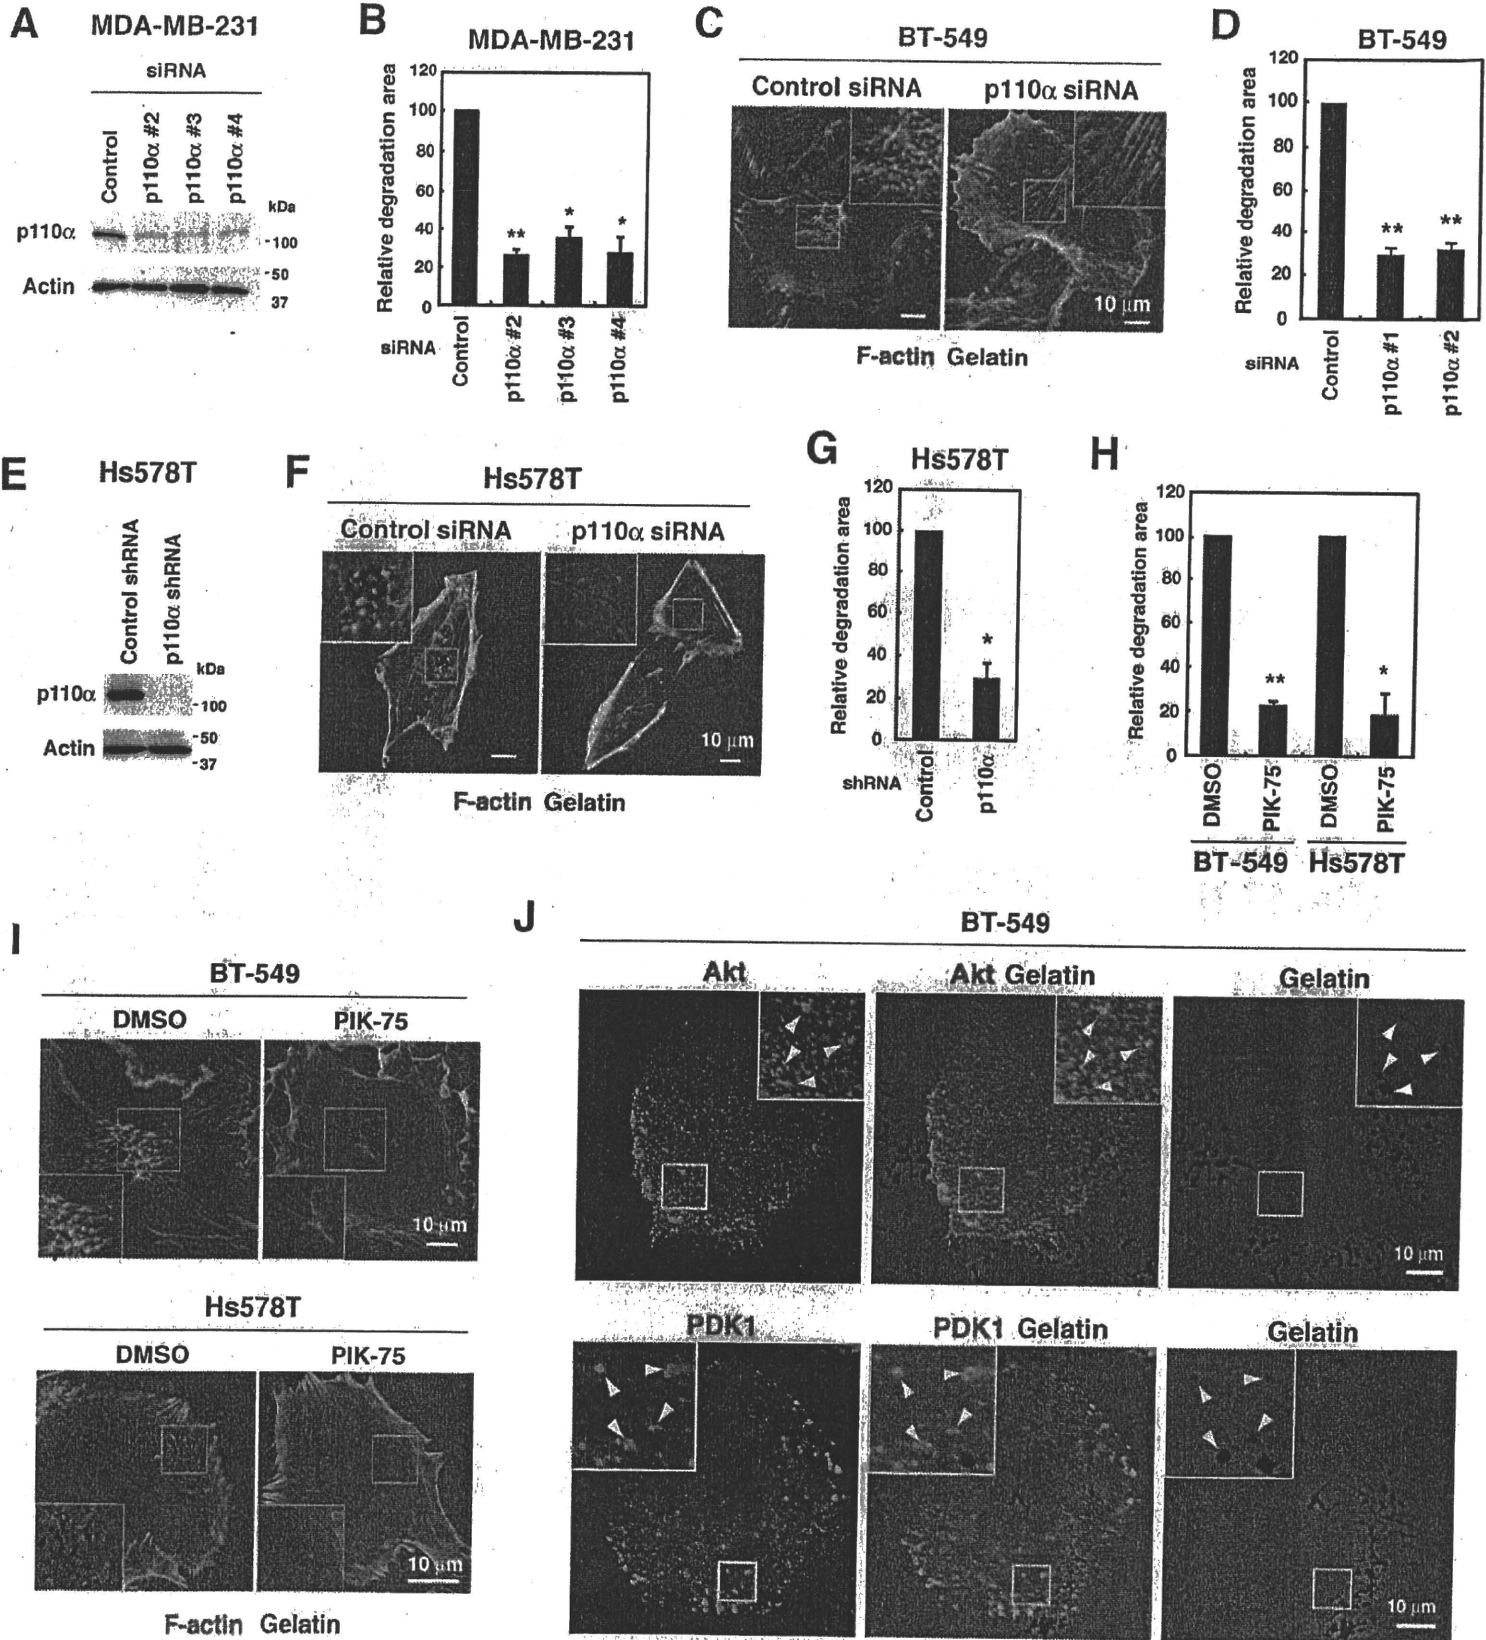 A
MDA-MB-231
siRNA
Control
p110α #2
p110α #3
p110α #4
kDa
p110α
-100
-50
Actin
37
B
MDA-MB-231
Relative degradation area
120
100
80
60
40
20
0
**
*
*
siRNA
Control
p110α #2
p110α #3
p110α #4
C
BT-549
Control siRNA
p110α siRNA
10 μm
F-actin Gelatin
D
BT-549
Relative degradation area
120
100
80
60
40
20
0
**
**
siRNA
Control
p110α #1
p110α #2
E
Hs578T
Control shRNA
p110α shRNA
kDa
p110α
-100
-50
Actin
-37
F
Hs578T
Control siRNA
p110α siRNA
10 μm
F-actin Gelatin
G
Hs578T
Relative degradation area
120
100
80
60
40
20
0
*
shRNA
Control
p110α
H
Relative degradation area
120
100
80
60
40
20
0
**
*
DMSO
PIK-75
DMSO
PIK-75
BT-549
Hs578T
I
BT-549
DMSO
PIK-75
10 μm
Hs578T
DMSO
PIK-75
10 μm
F-actin Gelatin
J
BT-549
Akt
Akt Gelatin
Gelatin
10 μm
PDK1
PDK1 Gelatin
Gelatin
10 μm